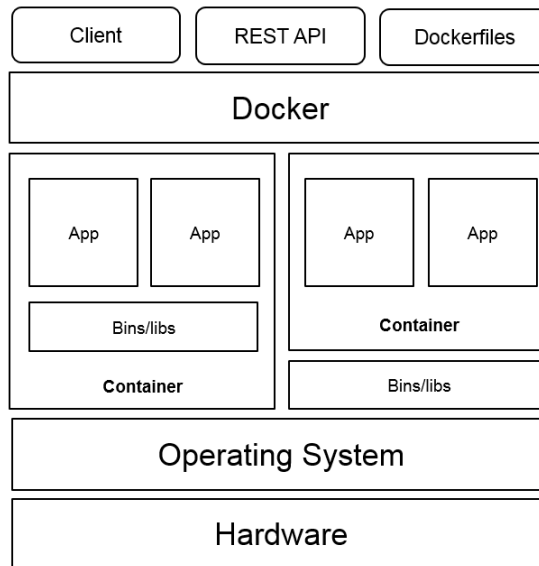 Client
REST API
Dockerfiles
Docker
App
App
App
App
Bins/libs
Container
Container
Bins/libs
Operating System
Hardware